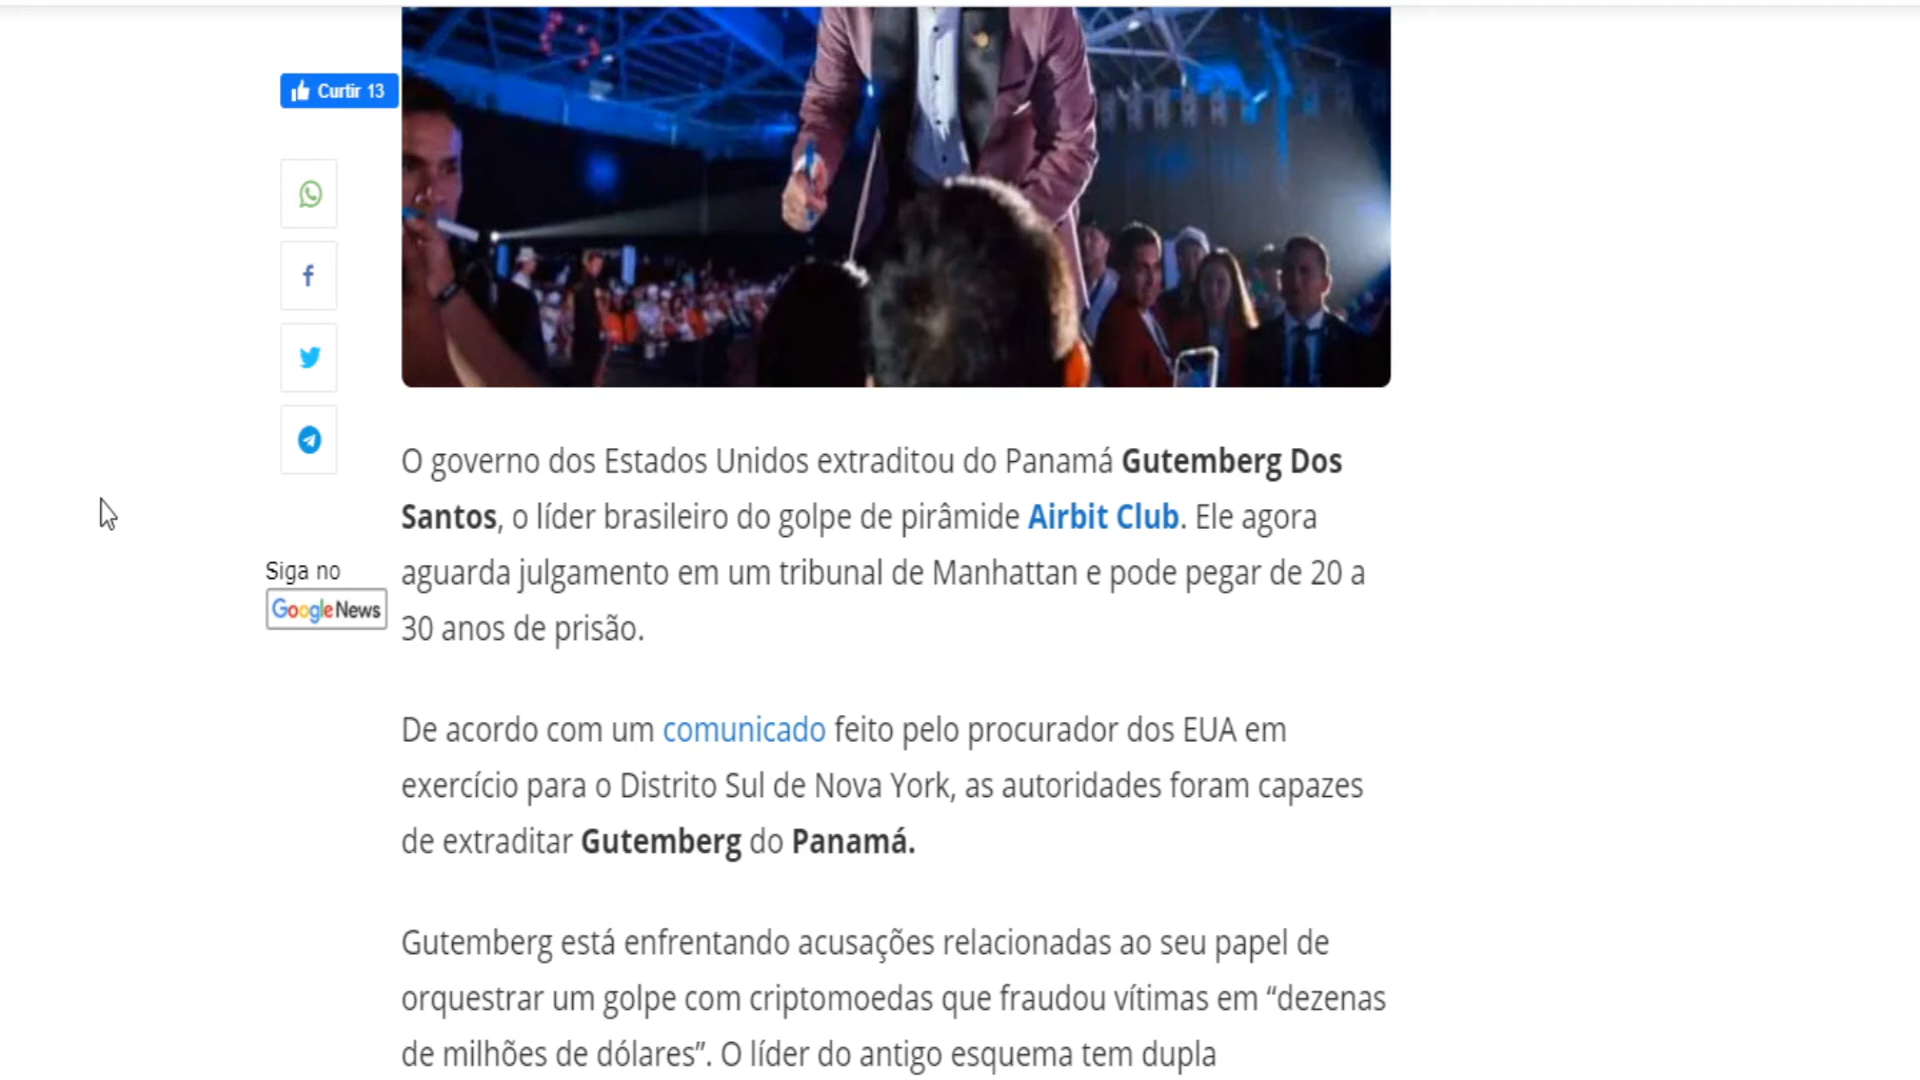 Curtir 13
O governo dos Estados Unidos extraditou do Panamá Gutemberg Dos
Santos, o líder brasileiro do golpe de pirâmide Airbit Club. Ele agora
aguarda julgamento em um tribunal de Manhattan e pode pegar de 20 a
30 anos de prisão.
Siga no
Google News
De acordo com um comunicado feito pelo procurador dos EUA em
exercício para o Distrito Sul de Nova York, as autoridades foram capazes
de extraditar Gutemberg do Panamá.
Gutemberg está enfrentando acusações relacionadas ao seu papel de
orquestrar um golpe com criptomoedas que fraudou vítimas em “dezenas
de milhões de dólares”. O líder do antigo esquema tem dupla